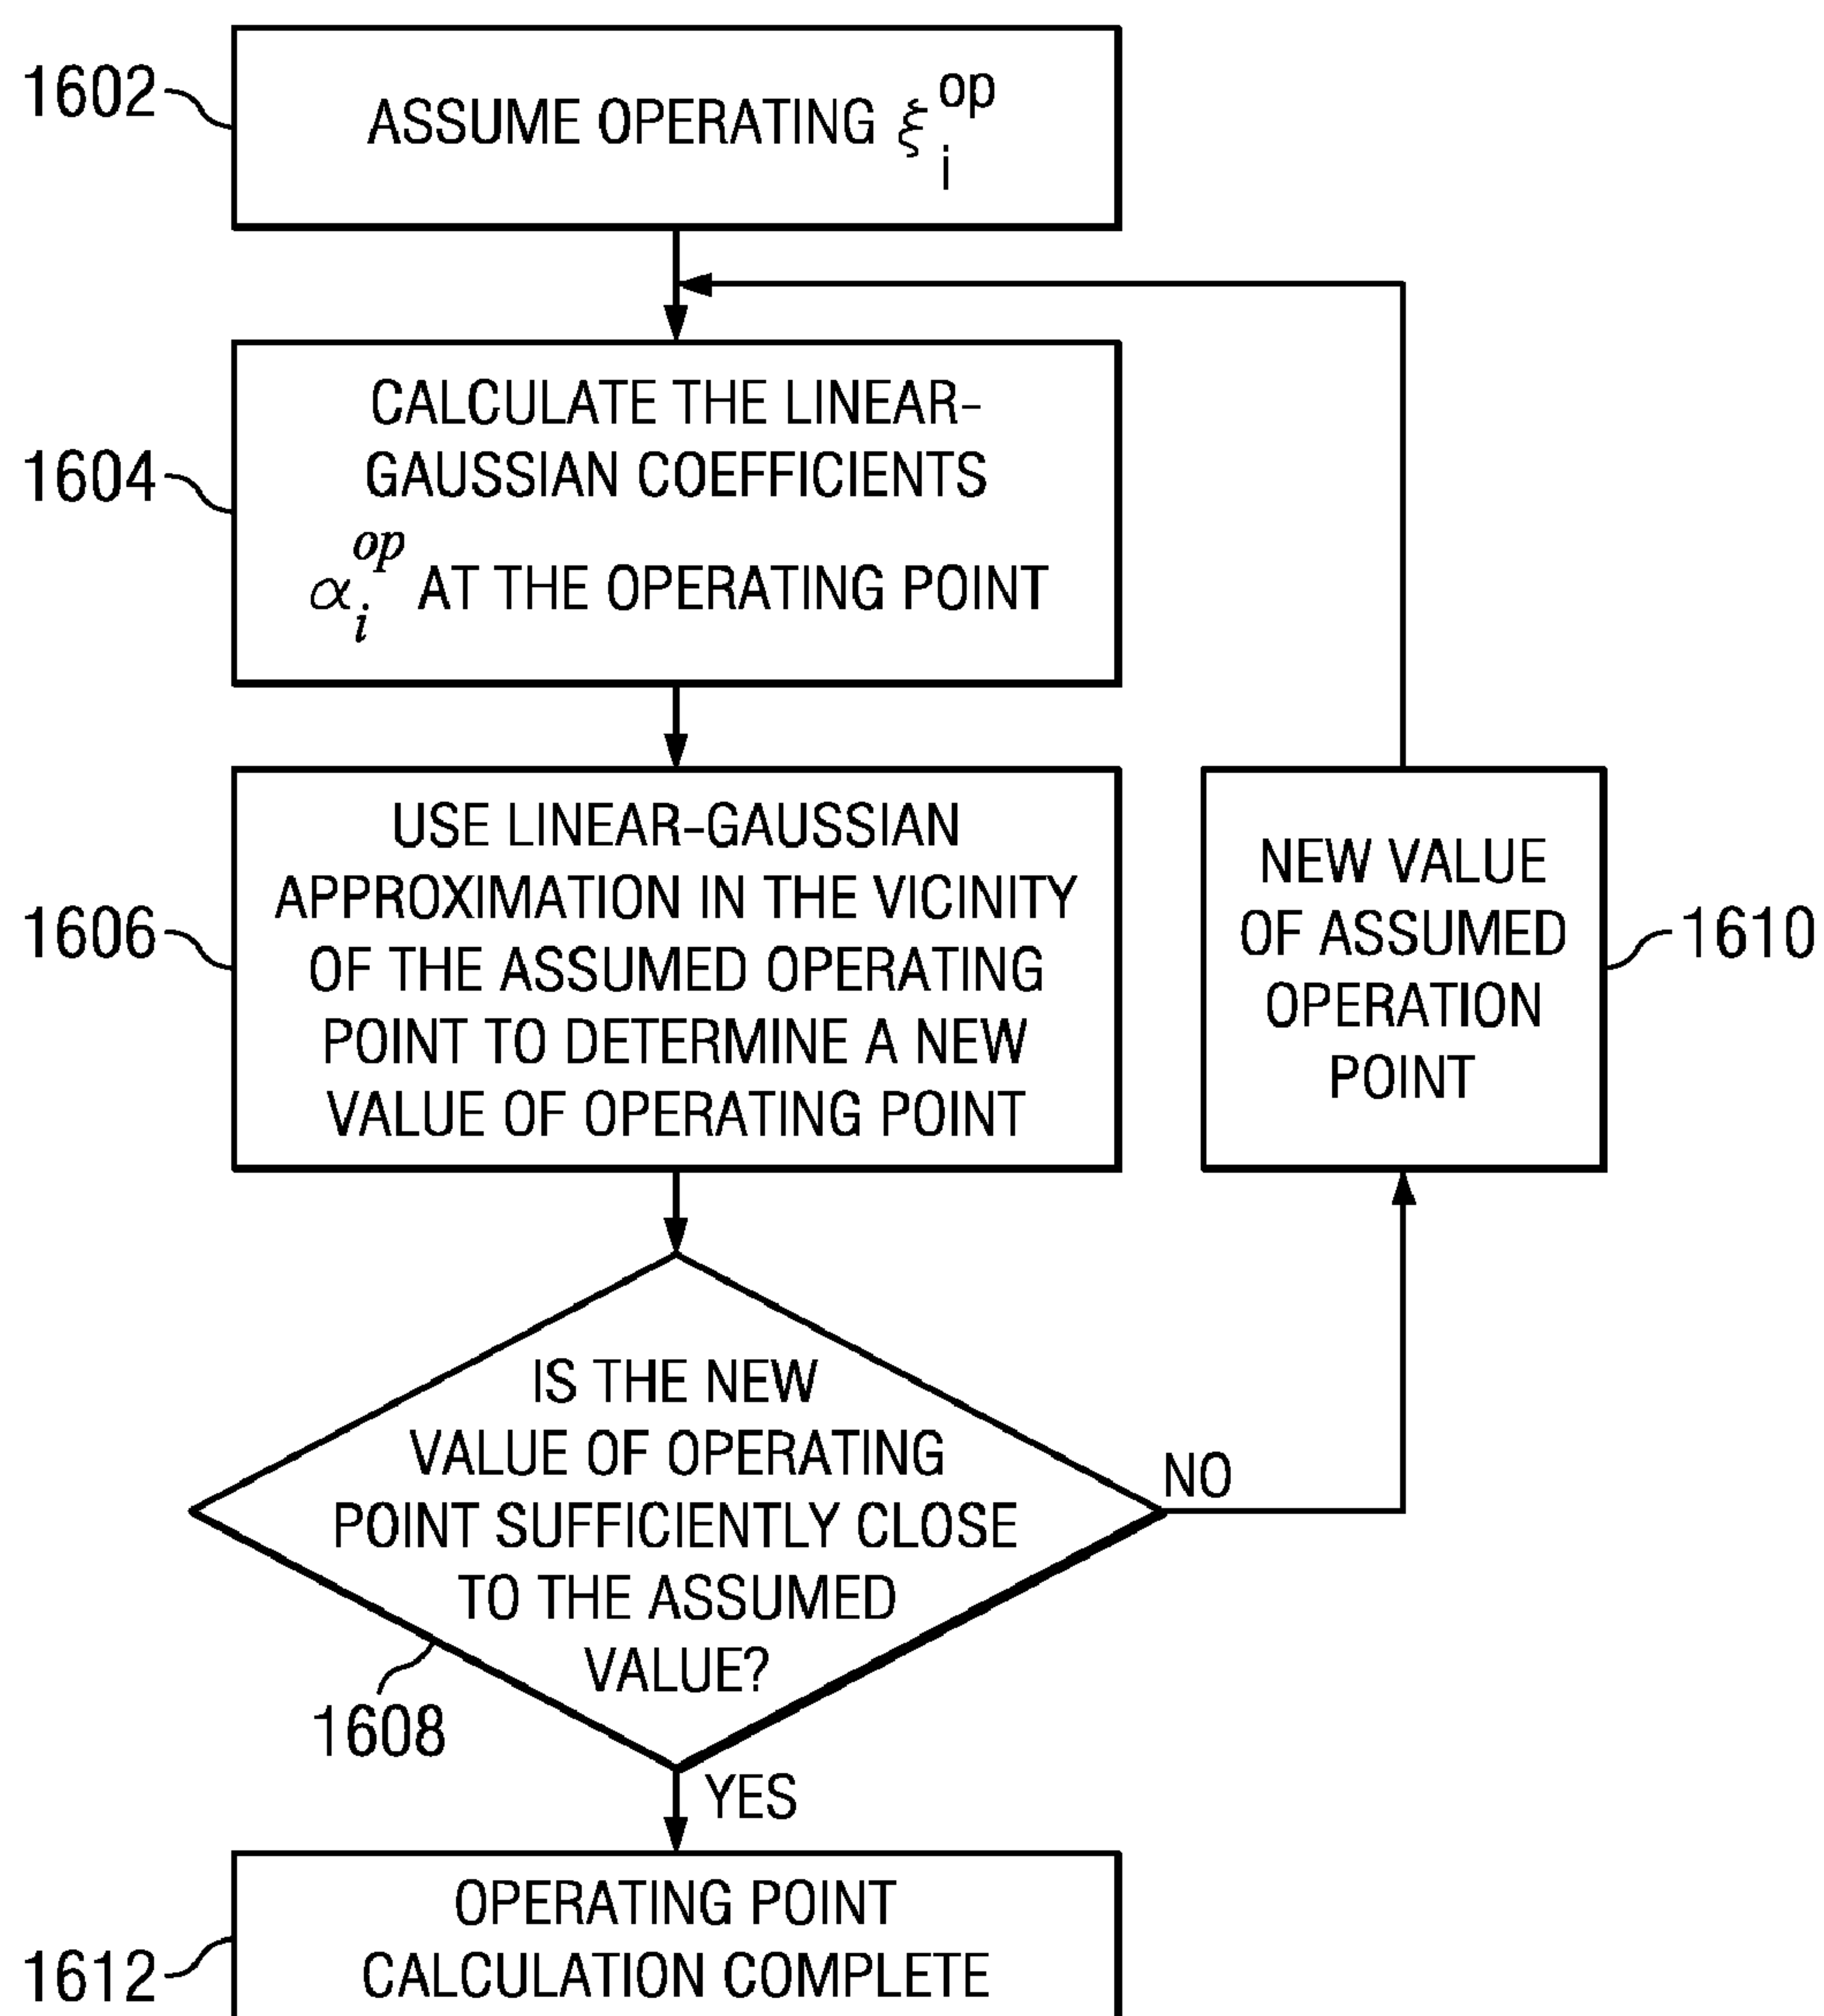 1602
ASSUME OPERATING ξ_i^op
1604
CALCULATE THE LINEAR-
GAUSSIAN COEFFICIENTS
α_i^op AT THE OPERATING POINT
1606
USE LINEAR-GAUSSIAN
APPROXIMATION IN THE VICINITY
OF THE ASSUMED OPERATING
POINT TO DETERMINE A NEW
VALUE OF OPERATING POINT
NEW VALUE
OF ASSUMED
OPERATION
POINT
1610
IS THE NEW
VALUE OF OPERATING
POINT SUFFICIENTLY CLOSE
TO THE ASSUMED
VALUE?
NO
1608
YES
1612
OPERATING POINT
CALCULATION COMPLETE